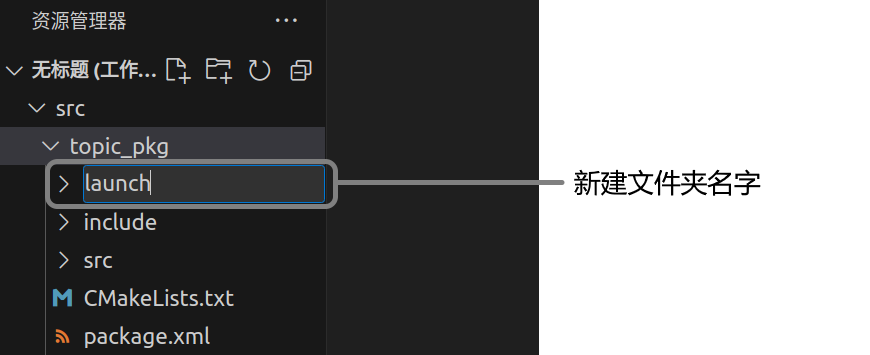 资源管理器 ···
无标题 (工作...
src
topic_pkg
launch
新建文件夹名字
include
src
CMakeLists.txt
package.xml